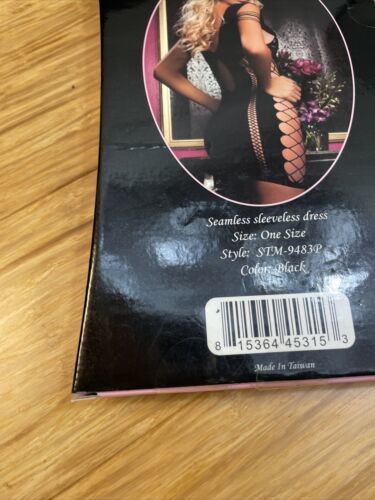 Seamless sleeveless dress
Size: One Size
Style: STM-9483P
Color: Black
8 15364 45315 3
Made In Taiwan